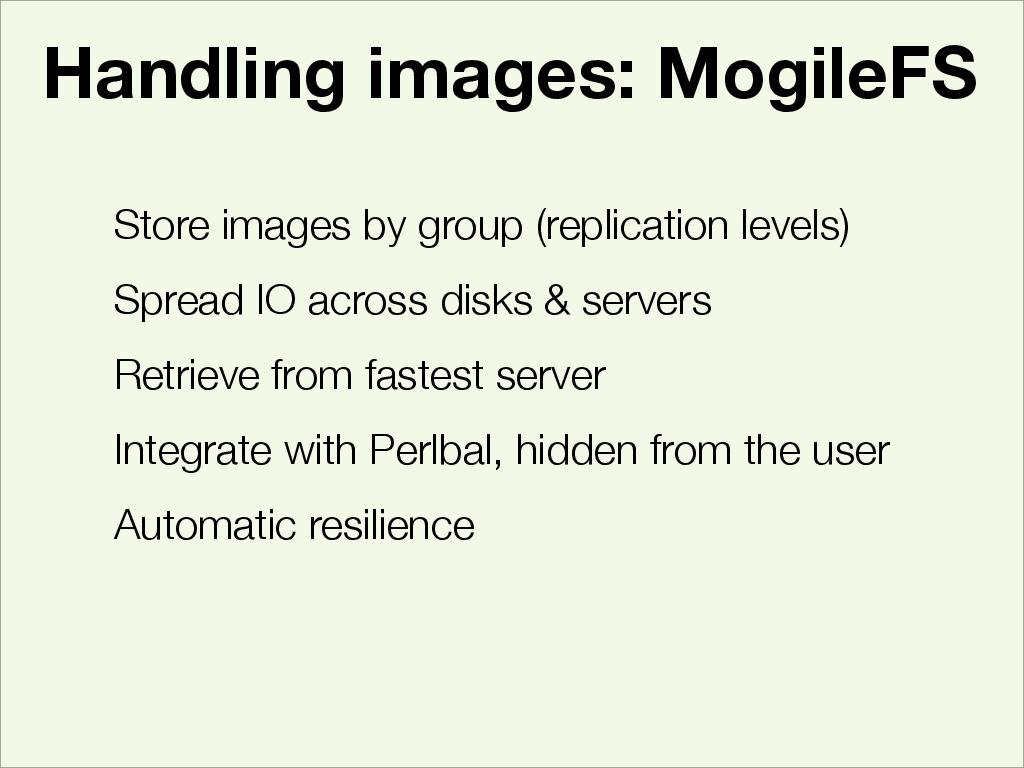 Handling images: MogileFS
Store images by group (replication levels)
Spread IO across disks & servers
Retrieve from fastest server
Integrate with Perlbal, hidden from the user
Automatic resilience